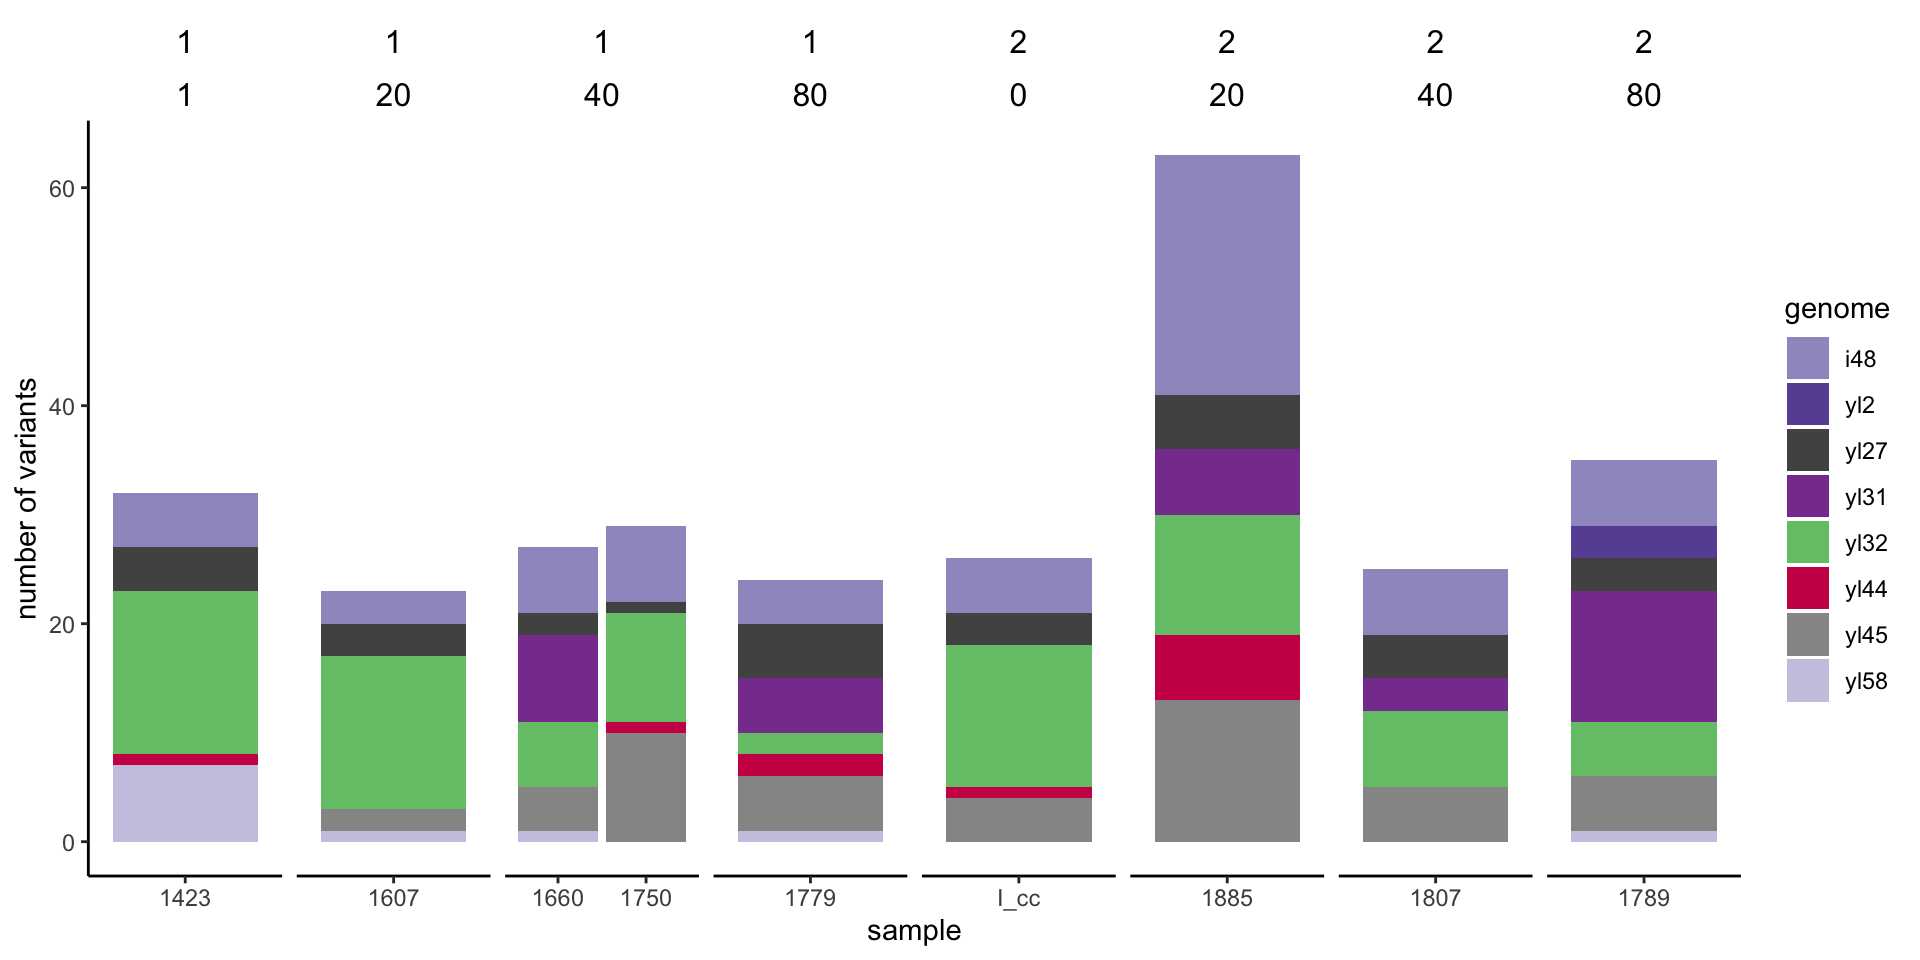 1 1 1 1 2 2 2 2
1 20 40 80 0 20 40 80
number of variants
60
40
20
0
1423 1607 1660 1750 1779 l_cc 1885 1807 1789
sample
genome
i48
yl2
yl27
yl31
yl32
yl44
yl45
yl58